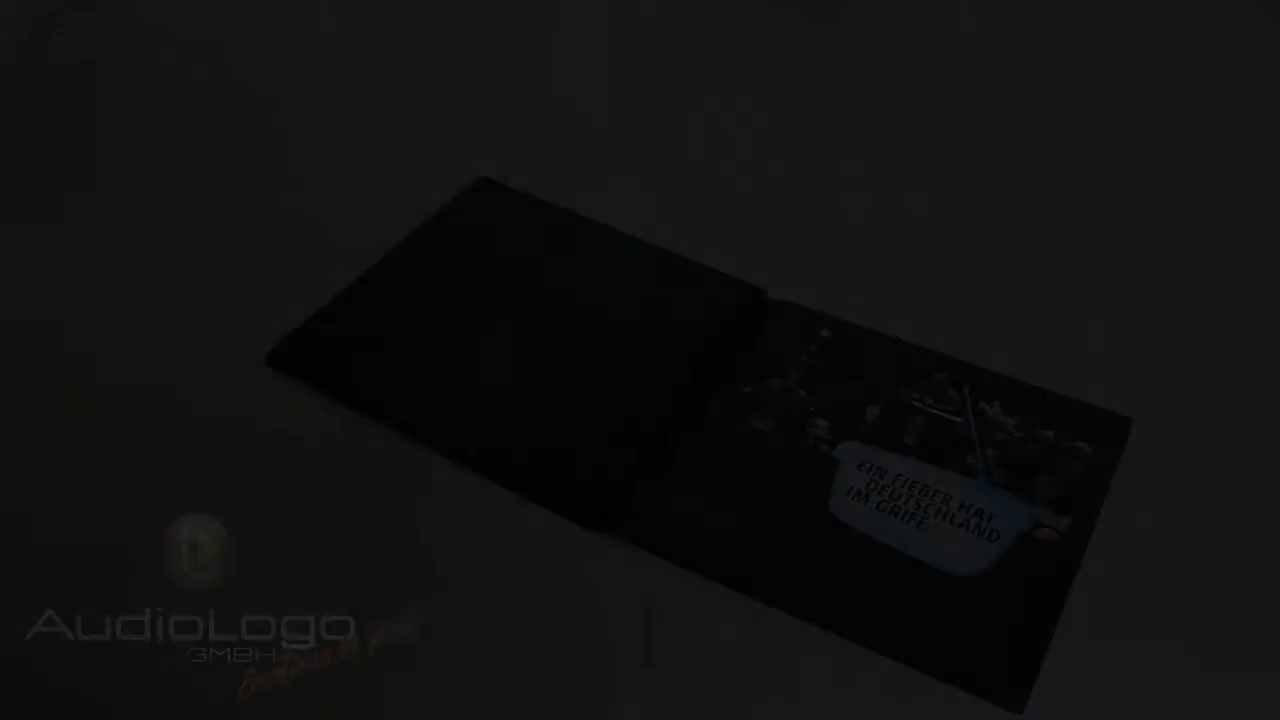 EIN FIEBER HAT
DEUTSCHLAND
IM GRIFF.
AudioLogo
GMBH